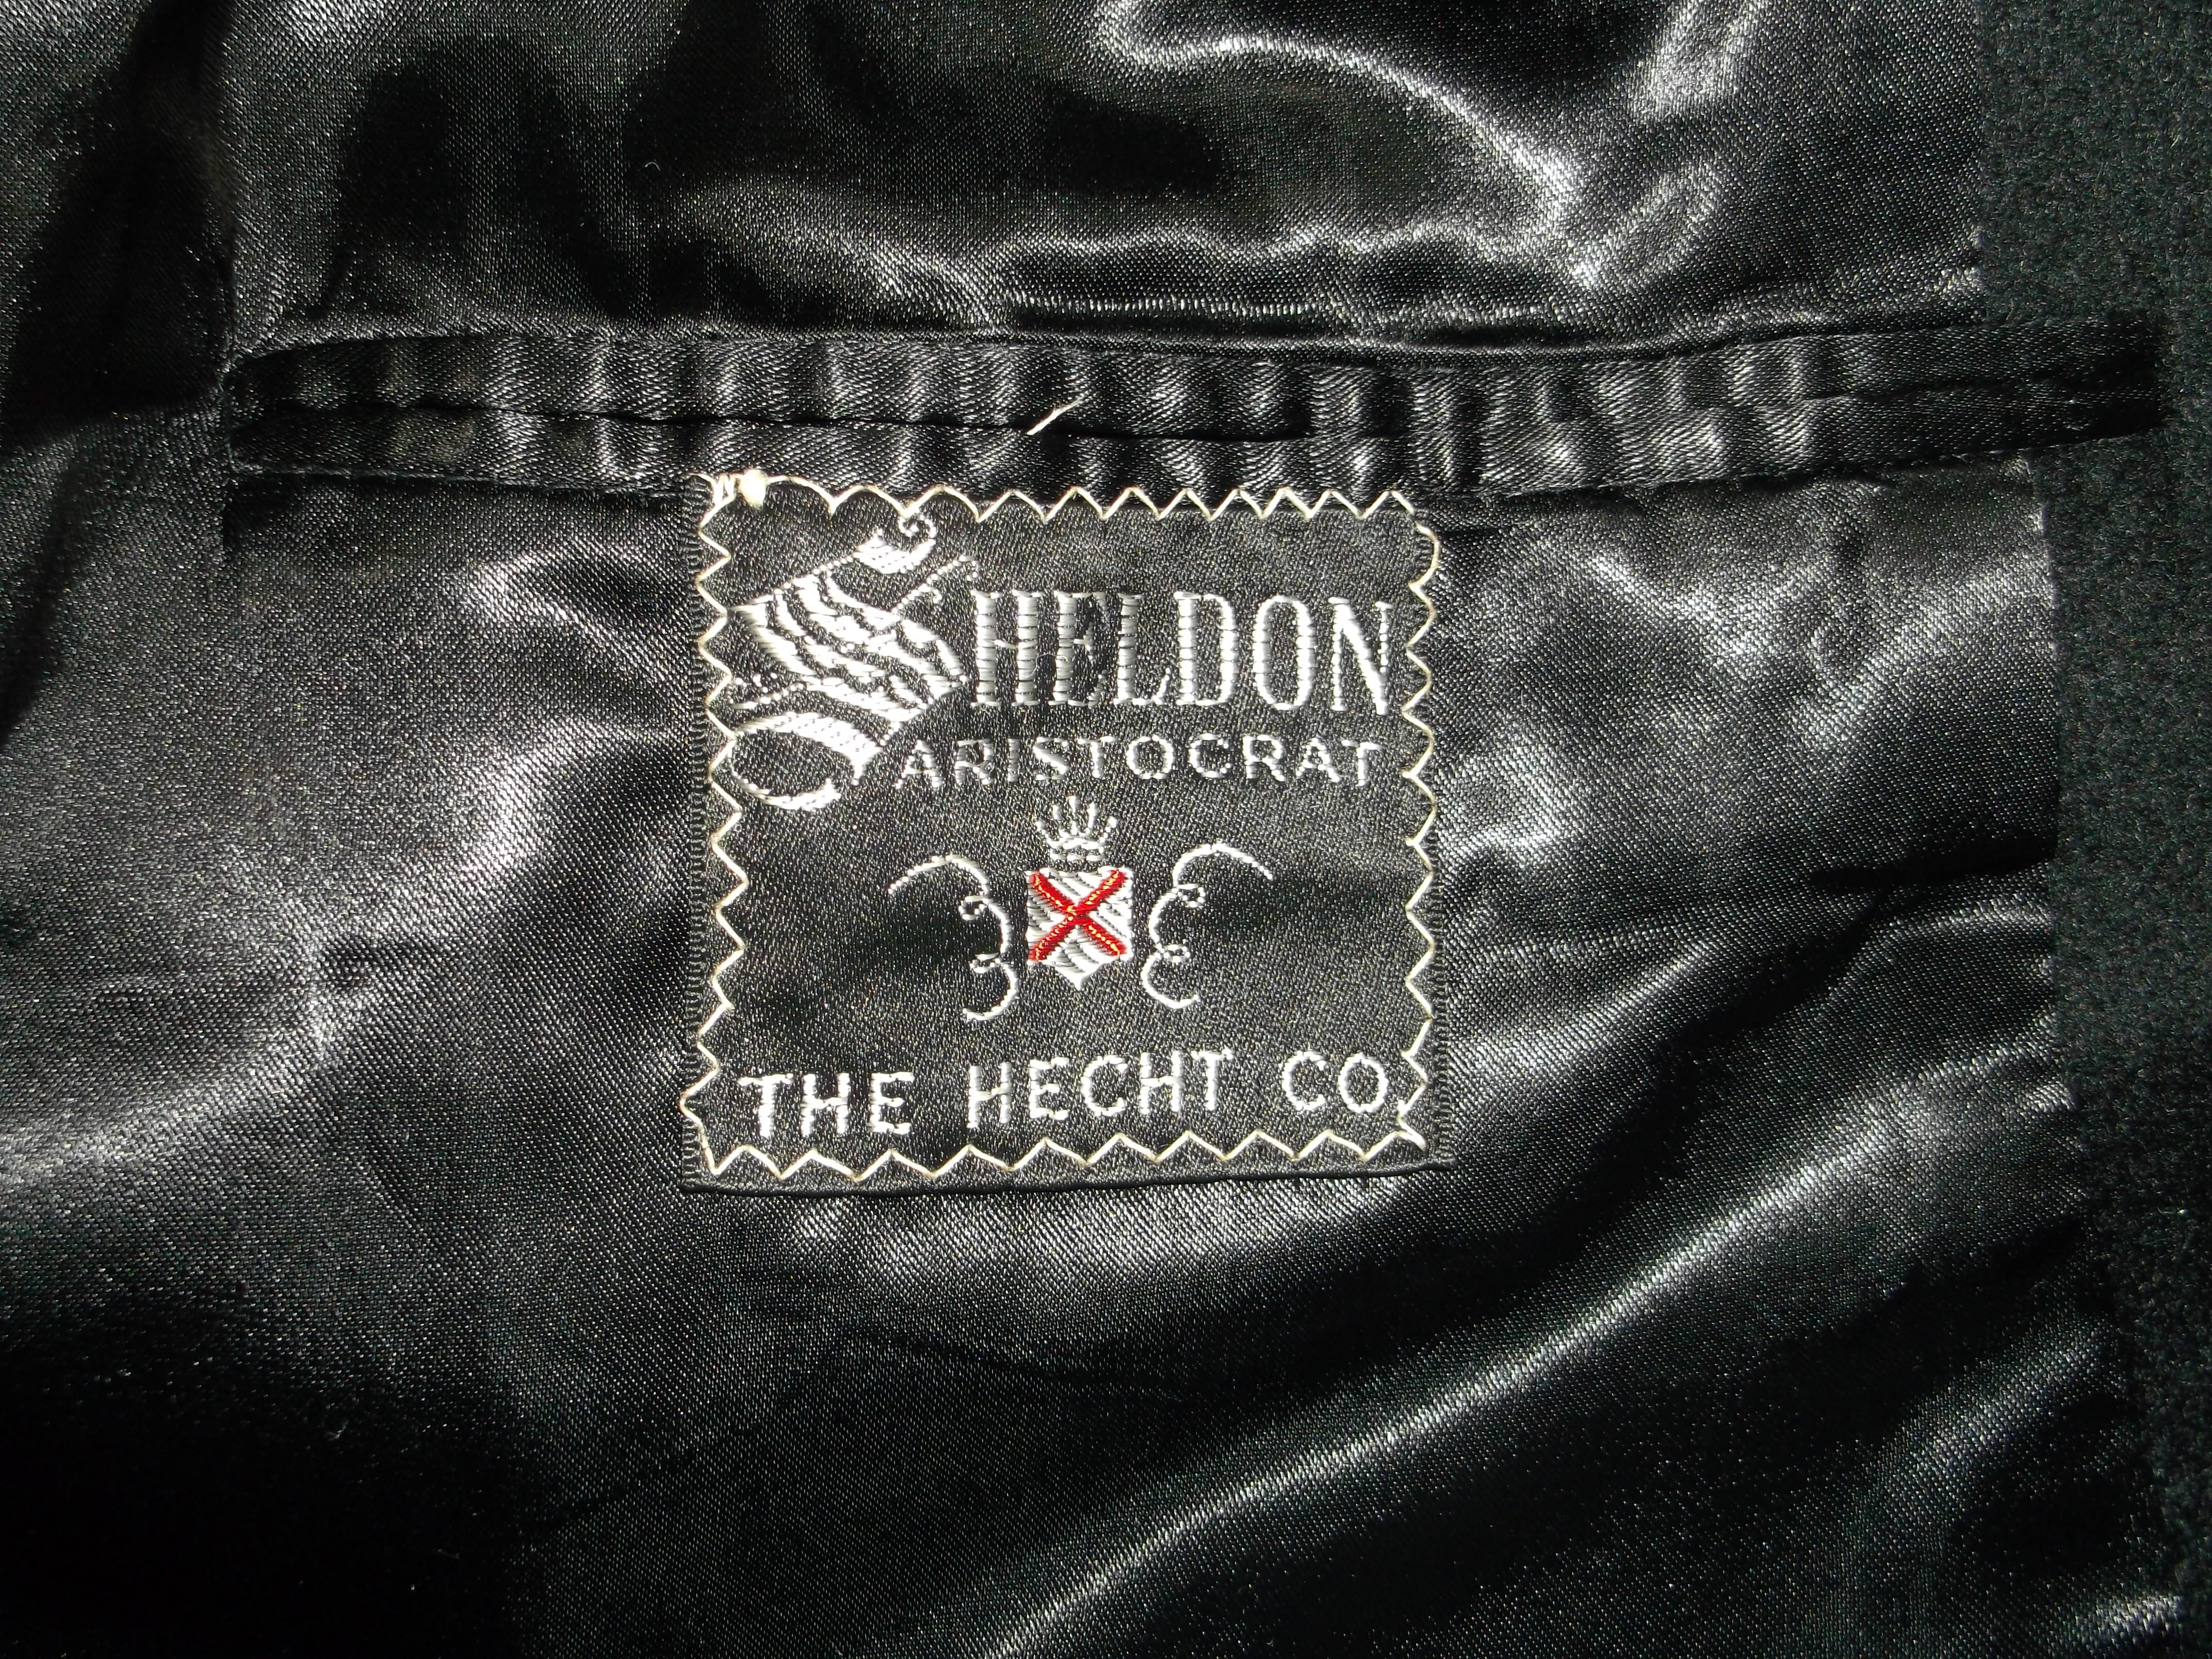 SHELDON
ARISTOCRAT
THE HECHT CO.